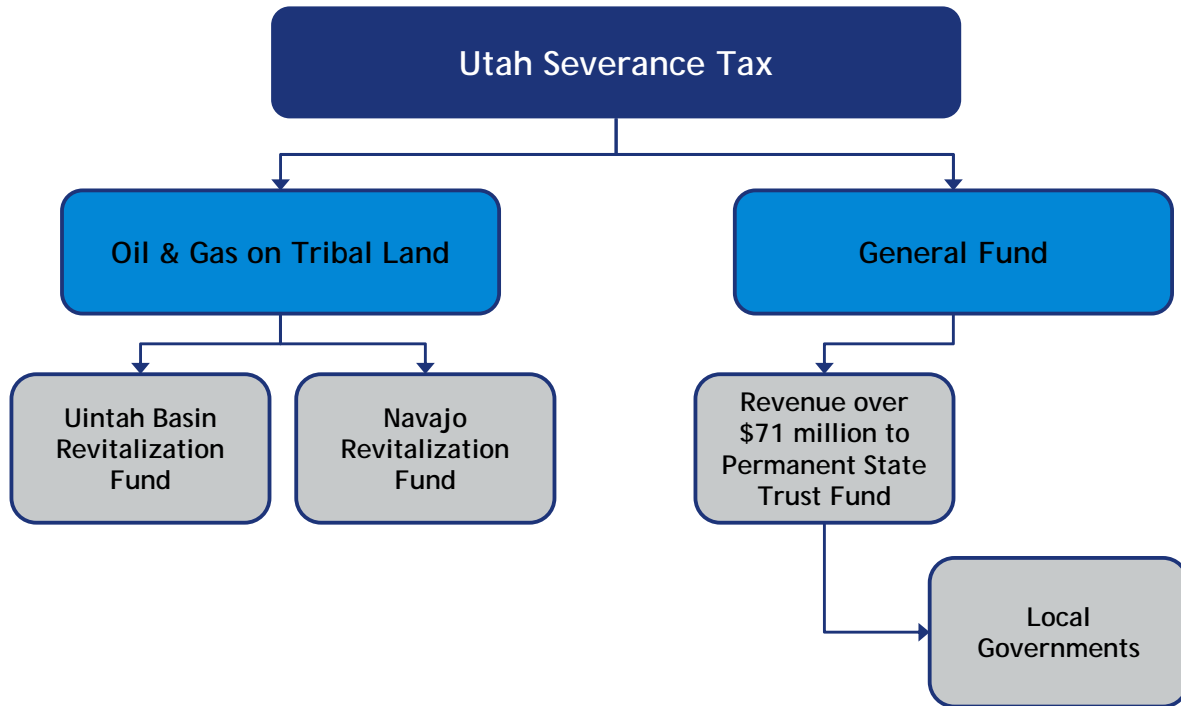 Utah Severance Tax
Oil & Gas on Tribal Land
General Fund
Uintah Basin
Revitalization
Fund
Navajo
Revitalization
Fund
Revenue over
$71 million to
Permanent State
Trust Fund
Local
Governments